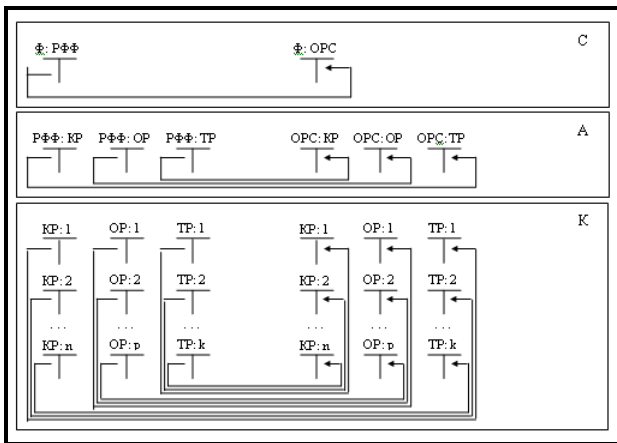 Ф: РФФ Ф: ОРС С
РФФ: КР РФФ: ОР РФФ: ТР ОРС: КР ОРС: ОР ОРС: ТР А
КР: 1 ОР: 1 ТР: 1 КР: 1 ОР: 1 ТР: 1 К
КР: 2 ОР: 2 ТР: 2 КР: 2 ОР: 2 ТР: 2
... ... ... ... ... ...
КР: n ОР: p ТР: k КР: n ОР: p ТР: k